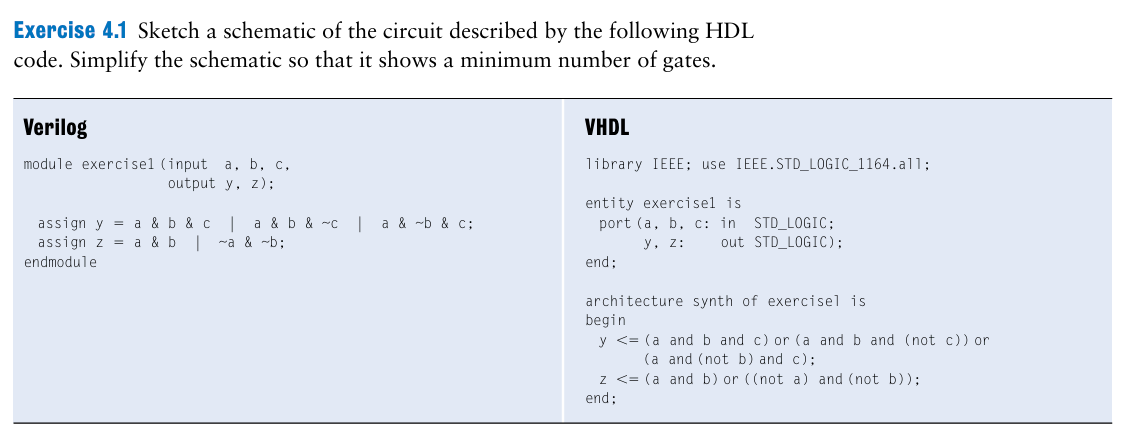 Exercise 4.1 Sketch a schematic of the circuit described by the following HDL
code. Simplify the schematic so that it shows a minimum number of gates.
Verilog
module exercise1 (input a, b, c,
output y, z);
assign y = a & b & c | a & b & ~c | a & ~b & c;
assign z = a & b | ~a & ~b;
endmodule
VHDL
library IEEE; use IEEE.STD_LOGIC_1164.all;
entity exercise1 is
port (a, b, c: in STD_LOGIC;
y, z: out STD_LOGIC);
end;
architecture synth of exercise1 is
begin
y <= (a and b and c) or (a and b and (not c)) or
(a and (not b) and c);
z <= (a and b) or ((not a) and (not b));
end;